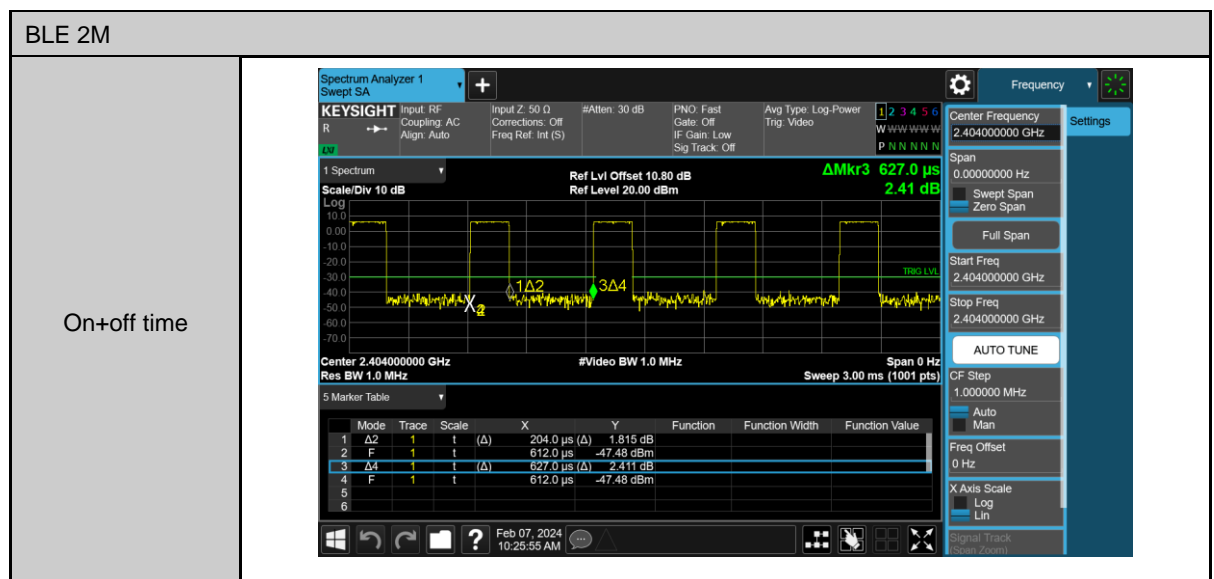 BLE 2M
On+off time
Spectrum Analyzer 1
Swept SA
+
Frequency
KEYSIGHT
R
LXI
Input: RF
Coupling: AC
Align: Auto
Input Z: 50 Ω
Corrections: Off
Freq Ref: Int (S)
#Atten: 30 dB
PNO: Fast
Gate: Off
IF Gain: Low
Sig Track: Off
Avg Type: Log-Power
Trig: Video
1 2 3 4 5 6
W W W W W W
P N N N N N
1 Spectrum
Scale/Div 10 dB
Ref Lvl Offset 10.80 dB
Ref Level 20.00 dBm
ΔMkr3 627.0 µs
2.41 dB
Log
10.0
0.00
-10.0
-20.0
-30.0
-40.0
-50.0
-60.0
-70.0
TRIG LVL
1Δ2
3Δ4
Center 2.404000000 GHz
#Video BW 1.0 MHz
Span 0 Hz
Res BW 1.0 MHz
Sweep 3.00 ms (1001 pts)
5 Marker Table
Mode Trace Scale X Y Function Function Width Function Value
1 Δ2 1 t (Δ) 204.0 µs (Δ) 1.815 dB
2 F 1 t 612.0 µs -47.48 dBm
3 Δ4 1 t (Δ) 627.0 µs (Δ) 2.411 dB
4 F 1 t 612.0 µs -47.48 dBm
5
6
?
Feb 07, 2024
10:25:55 AM
Center Frequency
2.404000000 GHz
Settings
Span
0.00000000 Hz
Swept Span
Zero Span
Full Span
Start Freq
2.404000000 GHz
Stop Freq
2.404000000 GHz
AUTO TUNE
CF Step
1.000000 MHz
Auto
Man
Freq Offset
0 Hz
X Axis Scale
Log
Lin
Signal Track
(Span Zoom)